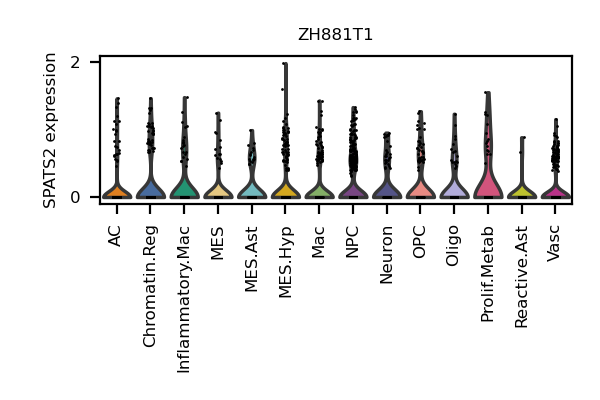 ZH881T1
SPATS2 expression
2
0
AC
Chromatin.Reg
Inflammatory.Mac
MES
MES.Ast
MES.Hyp
Mac
NPC
Neuron
OPC
Oligo
Prolif.Metab
Reactive.Ast
Vasc